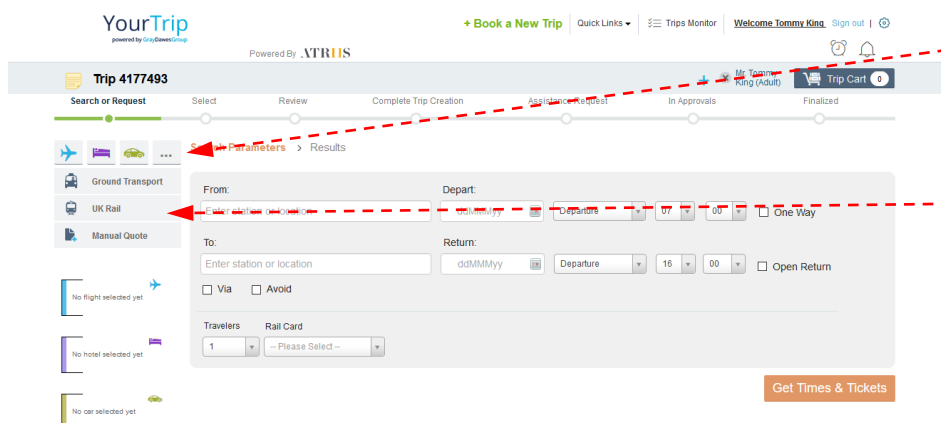 YourTrip
powered by GrayDawesGroup
+ Book a New Trip Quick Links Trips Monitor Welcome Tommy King Sign out |
Powered By ATRIIS
Trip 4177493
+ Mr. Tommy King (Adult) Trip Cart 0
Search or Request Select Review Complete Trip Creation Assistance Request In Approvals Finalized
...
Search Parameters > Results
Ground Transport
UK Rail
Manual Quote
From: Depart:
Enter station or location ddMMMyy Departure 07 00 One Way
To: Return:
Enter station or location ddMMMyy Departure 16 00 Open Return
Via Avoid
Travelers Rail Card
1 -- Please Select --
No flight selected yet
No hotel selected yet
No car selected yet
Get Times & Tickets